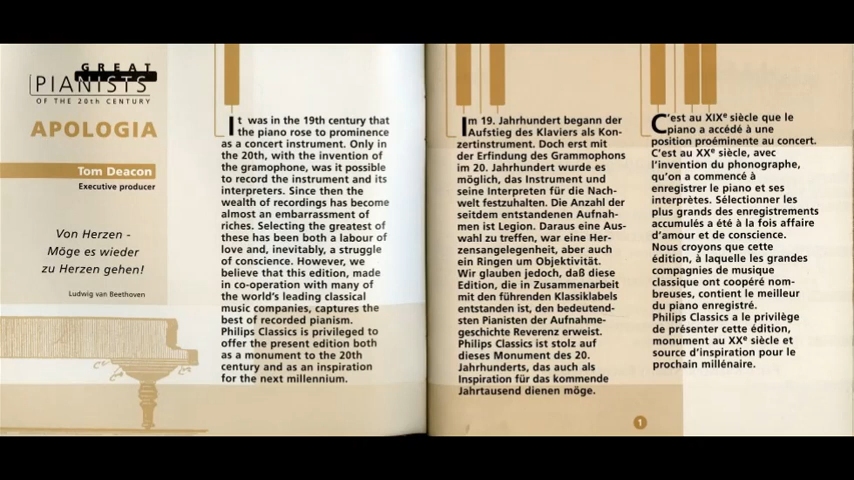 GREAT
PIANISTS
OF THE 20th CENTURY
APOLOGIA
Tom Deacon
Executive producer
Von Herzen -
Möge es wieder
zu Herzen gehen!
Ludwig van Beethoven
It was in the 19th century that
the piano rose to prominence
as a concert instrument. Only in
the 20th, with the invention of
the gramophone, was it possible
to record the instrument and its
interpreters. Since then the
wealth of recordings has become
almost an embarrassment of
riches. Selecting the greatest of
these has been both a labour of
love and, inevitably, a struggle
of conscience. However, we
believe that this edition, made
in co-operation with many of
the world's leading classical
music companies, captures the
best of recorded pianism.
Philips Classics is privileged to
offer the present edition both
as a monument to the 20th
century and as an inspiration
for the next millennium.
Im 19. Jahrhundert begann der
Aufstieg des Klaviers als Kon-
zertinstrument. Doch erst mit
der Erfindung des Grammophons
im 20. Jahrhundert wurde es
möglich, das Instrument und
seine Interpreten für die Nach-
welt festzuhalten. Die Anzahl der
seitdem entstandenen Aufnah-
men ist Legion. Daraus eine Aus-
wahl zu treffen, war eine Her-
zensangelegenheit, aber auch
ein Ringen um Objektivität.
Wir glauben jedoch, daß diese
Edition, die in Zusammenarbeit
mit den führenden Klassiklabels
entstanden ist, den bedeutend-
sten Pianisten der Aufnahme-
geschichte Reverenz erweist.
Philips Classics ist stolz auf
dieses Monument des 20.
Jahrhunderts, das auch als
Inspiration für das kommende
Jahrtausend dienen möge.
C'est au XIXe siècle que le
piano a accédé à une
position proéminente au concert.
C'est au XXe siècle, avec
l'invention du phonographe,
qu'on a commencé à
enregistrer le piano et ses
interprètes. Sélectionner les
plus grands des enregistrements
accumulés a été à la fois affaire
d'amour et de conscience.
Nous croyons que cette
édition, à laquelle les grandes
compagnies de musique
classique ont coopéré nom-
breuses, contient le meilleur
du piano enregistré.
Philips Classics a le privilège
de présenter cette édition,
monument au XXe siècle et
source d'inspiration pour le
prochain millénaire.
1